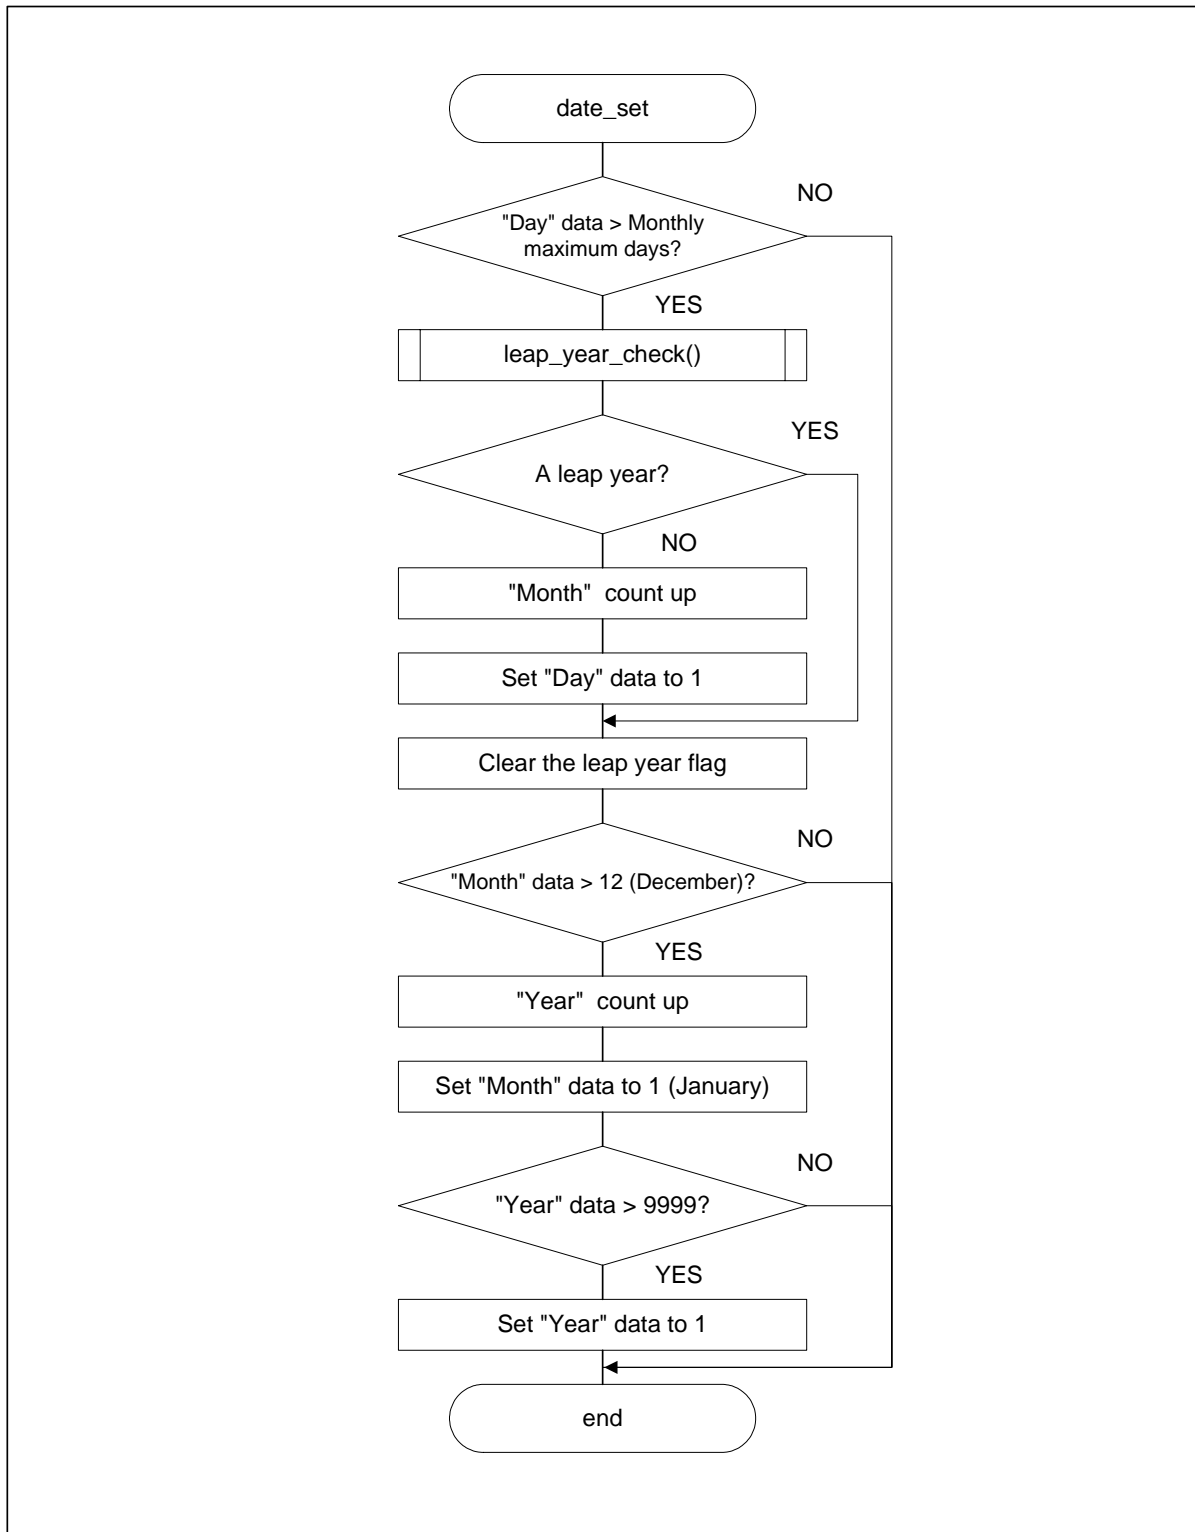 date_set
NO
"Day" data > Monthly
maximum days?
YES
leap_year_check()
YES
A leap year?
NO
"Month" count up
Set "Day" data to 1
Clear the leap year flag
NO
"Month" data > 12 (December)?
YES
"Year" count up
Set "Month" data to 1 (January)
NO
"Year" data > 9999?
YES
Set "Year" data to 1
end